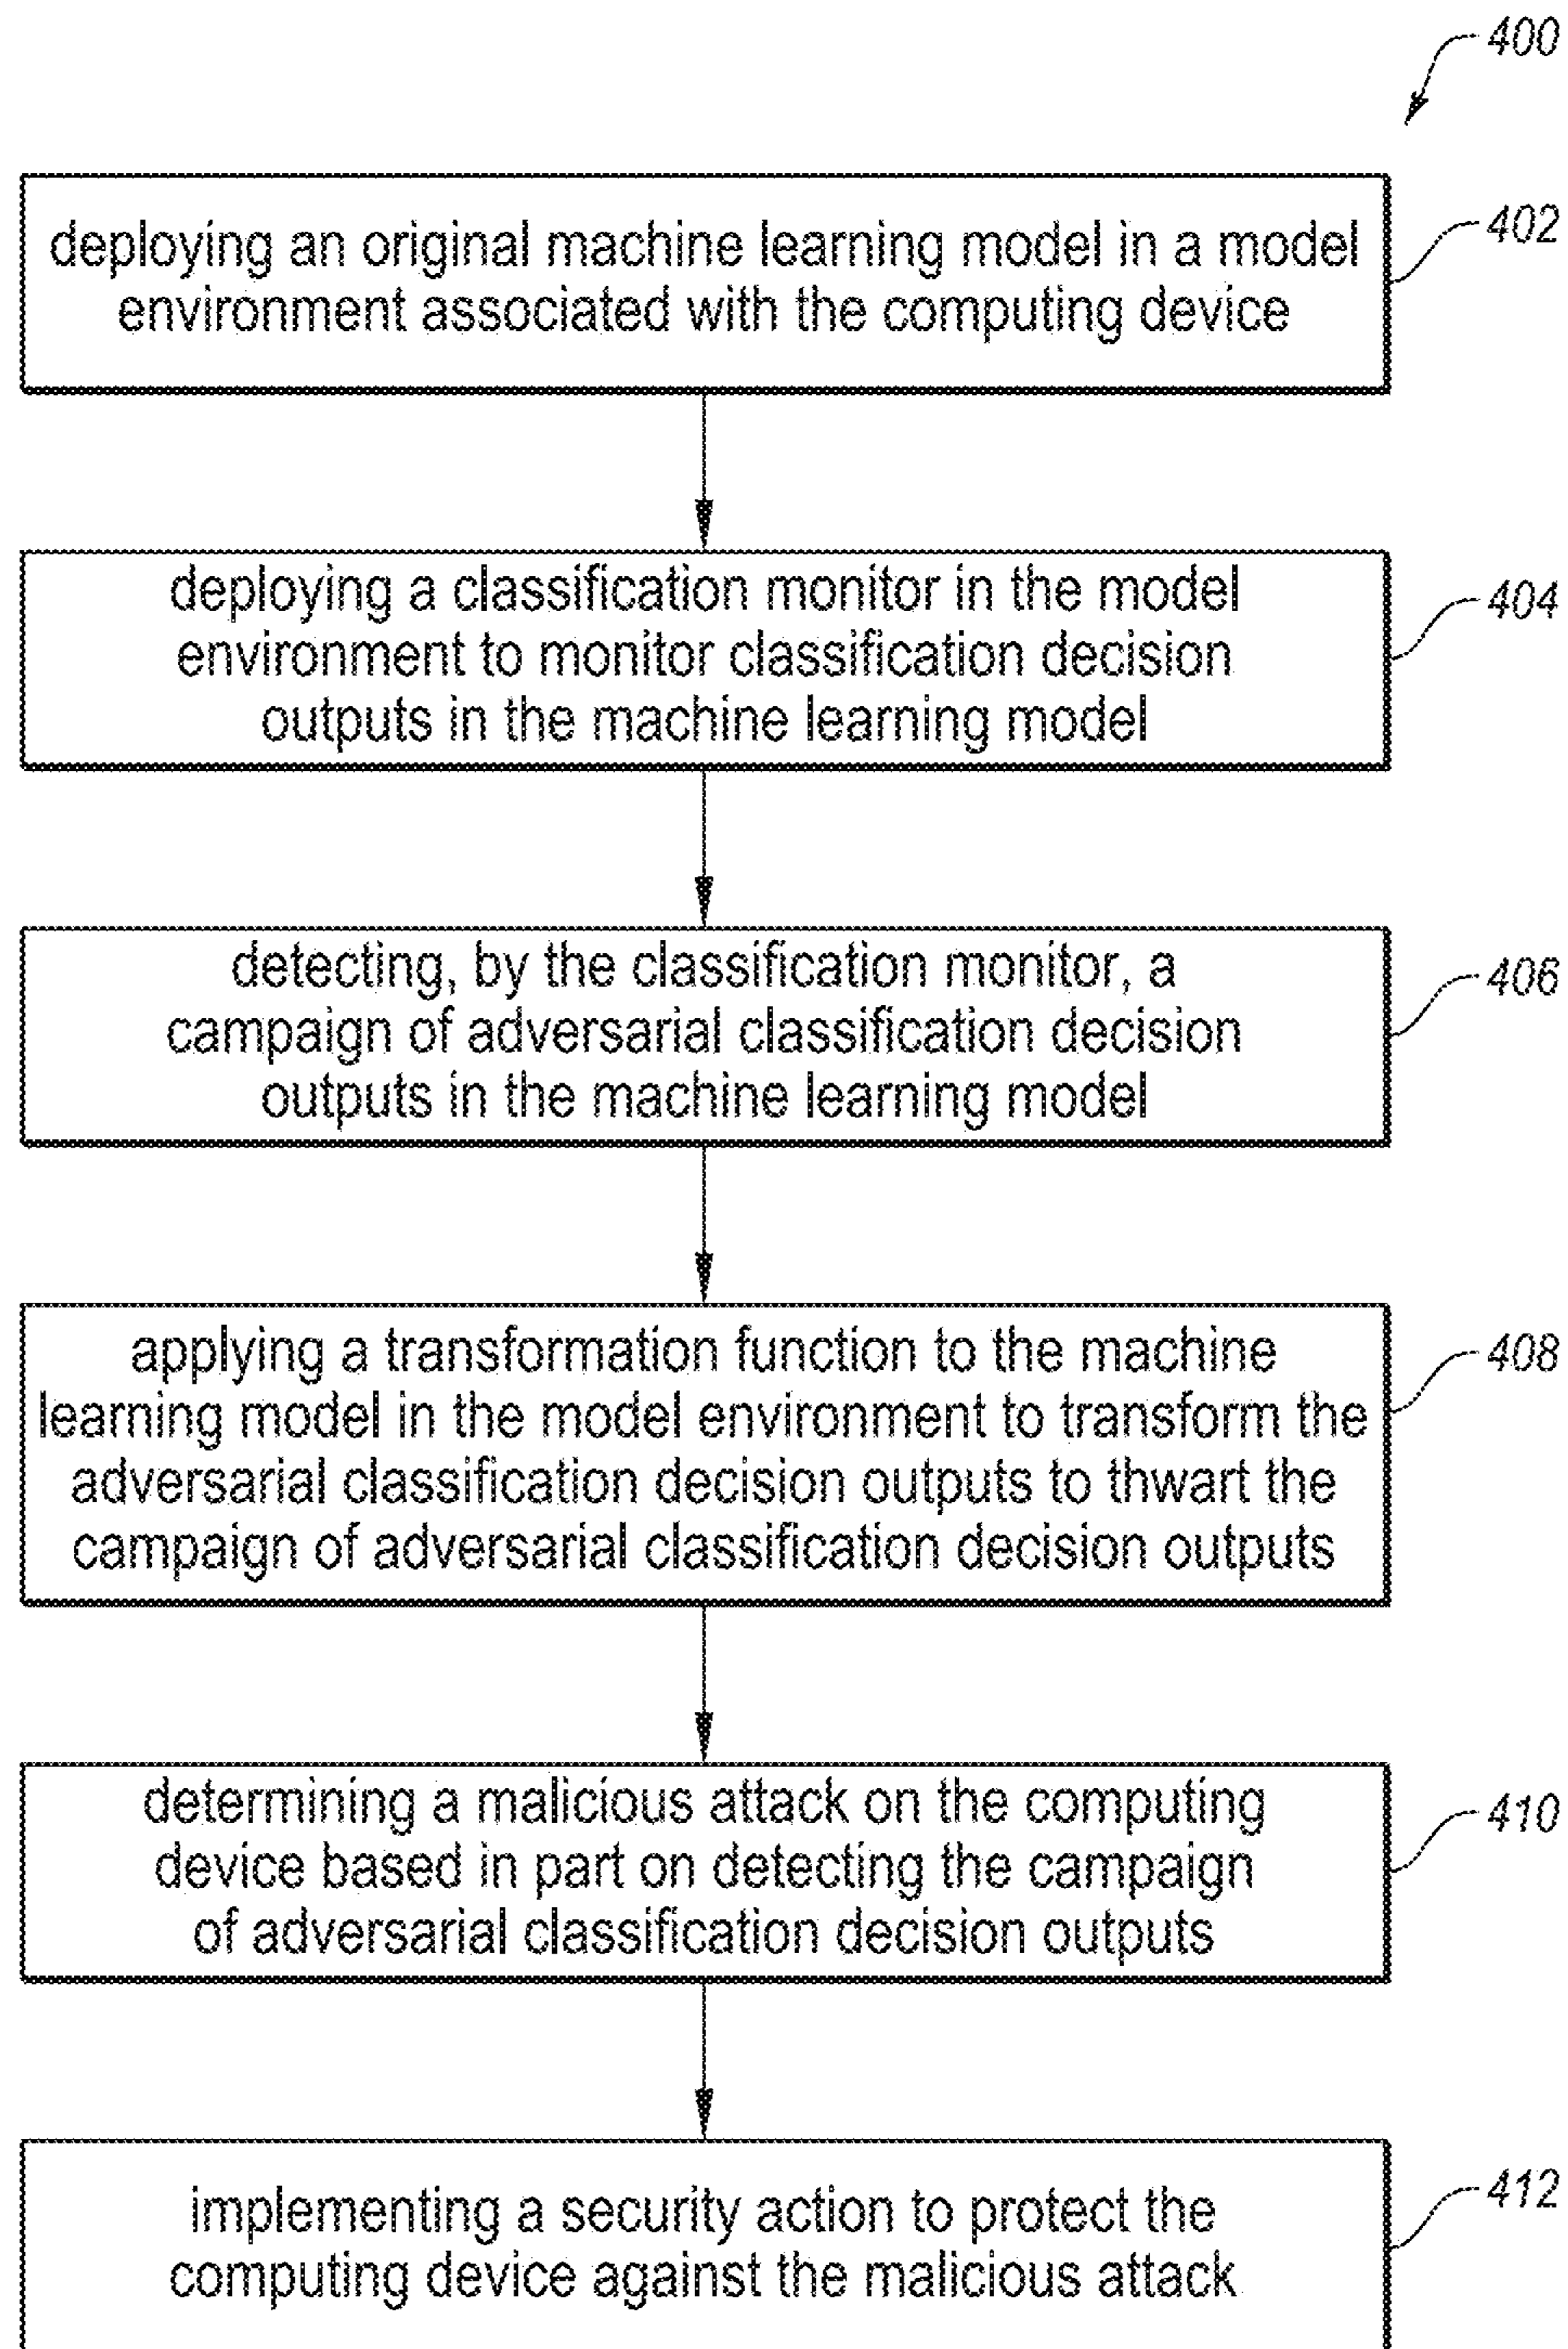 400
deploying an original machine learning model in a model
environment associated with the computing device
402
deploying a classification monitor in the model
environment to monitor classification decision
outputs in the machine learning model
404
detecting, by the classification monitor, a
campaign of adversarial classification decision
outputs in the machine learning model
406
applying a transformation function to the machine
learning model in the model environment to transform the
adversarial classification decision outputs to thwart the
campaign of adversarial classification decision outputs
408
determining a malicious attack on the computing
device based in part on detecting the campaign
of adversarial classification decision outputs
410
implementing a security action to protect the
computing device against the malicious attack
412